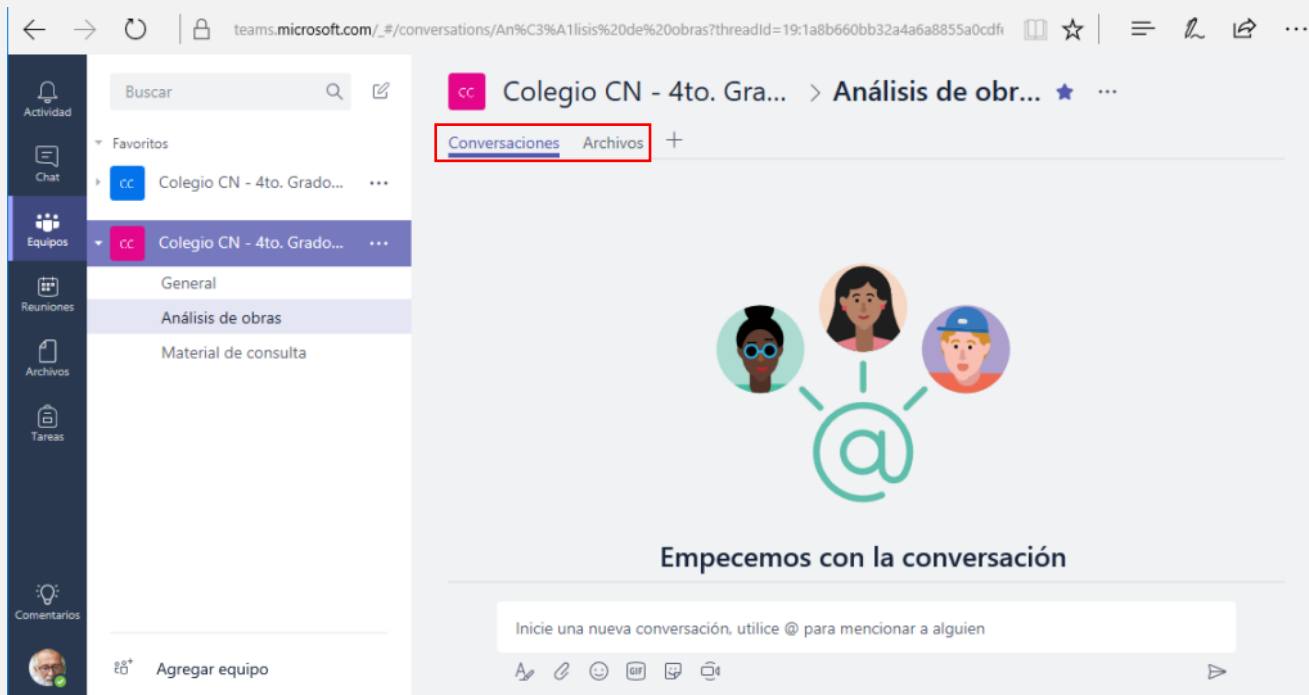 teams.microsoft.com/_#/conversations/An%C3%A1lisis%20de%20obras?threadId=19:1a8b660bb32a4a6a8855a0cdf
Actividad
Chat
Equipos
Reuniones
Archivos
Tareas
Comentarios
Buscar
Favoritos
CC Colegio CN - 4to. Grado... ...
CC Colegio CN - 4to. Grado... ...
General
Análisis de obras
Material de consulta
Agregar equipo
CC Colegio CN - 4to. Gra... > Análisis de obr... ...
Conversaciones Archivos +
@
Empecemos con la conversación
Inicie una nueva conversación, utilice @ para mencionar a alguien
GIF